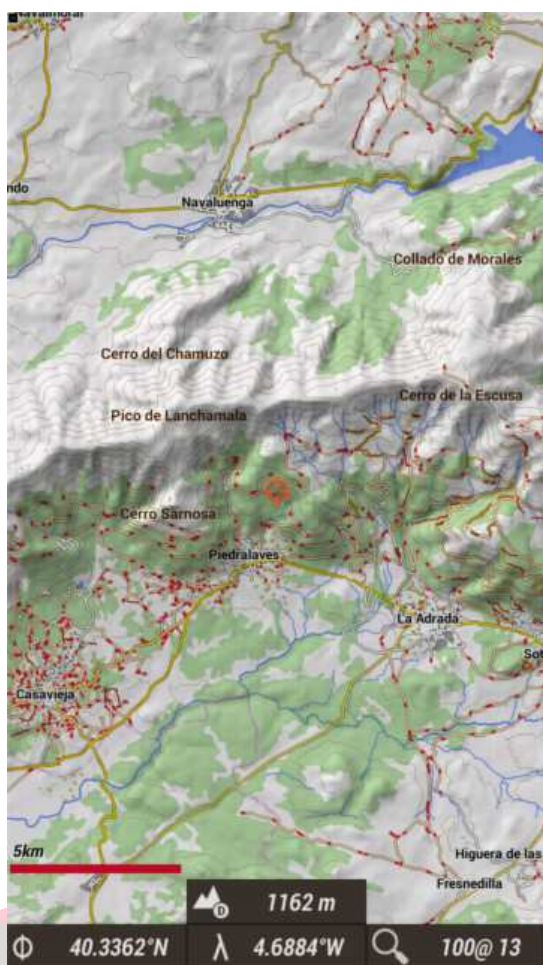 ndo
Navaluenga
Collado de Morales
Cerro del Chamuzo
Cerro de la Escusa
Pico de Lanchamala
Cerro Sarnosa
Piedralaves
La Adrada
Sot
Casavieja
5km
Higuera de las
Fresnedilla
D 1162 m
Φ 40.3362°N λ 4.6884°W 100@ 13